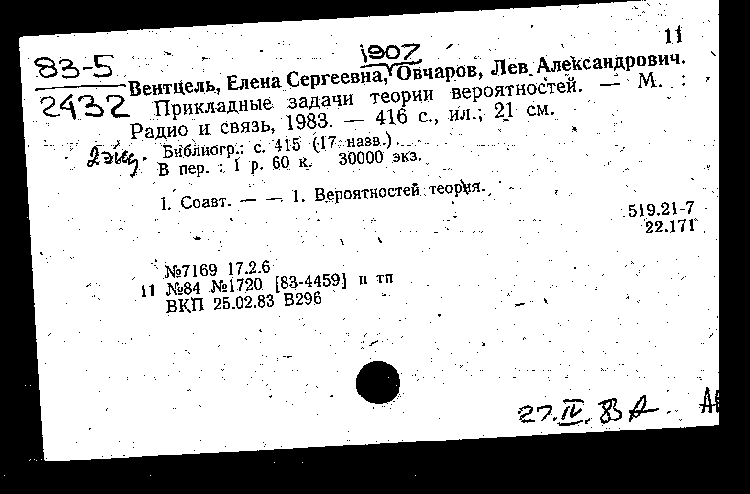 11
1907
83-5
Вентцель, Елена Сергеевна, Овчаров, Лев Александрович.
2432 Прикладные задачи теории вероятностей. — М. :
Радио и связь, 1983. — 416 с., ил.; 21 см.
2 экз. Библиогр.: с. 415 (17 назв.)
В пер. : 1 р. 60 к. 30000 экз.
1. Соавт. — — 1. Вероятностей теория.
519.21-7
22.171
№7169 17.2.6
11 №84 №1720 [83-4459] п тп
ВКП 25.02.83 В296
27.IV.83